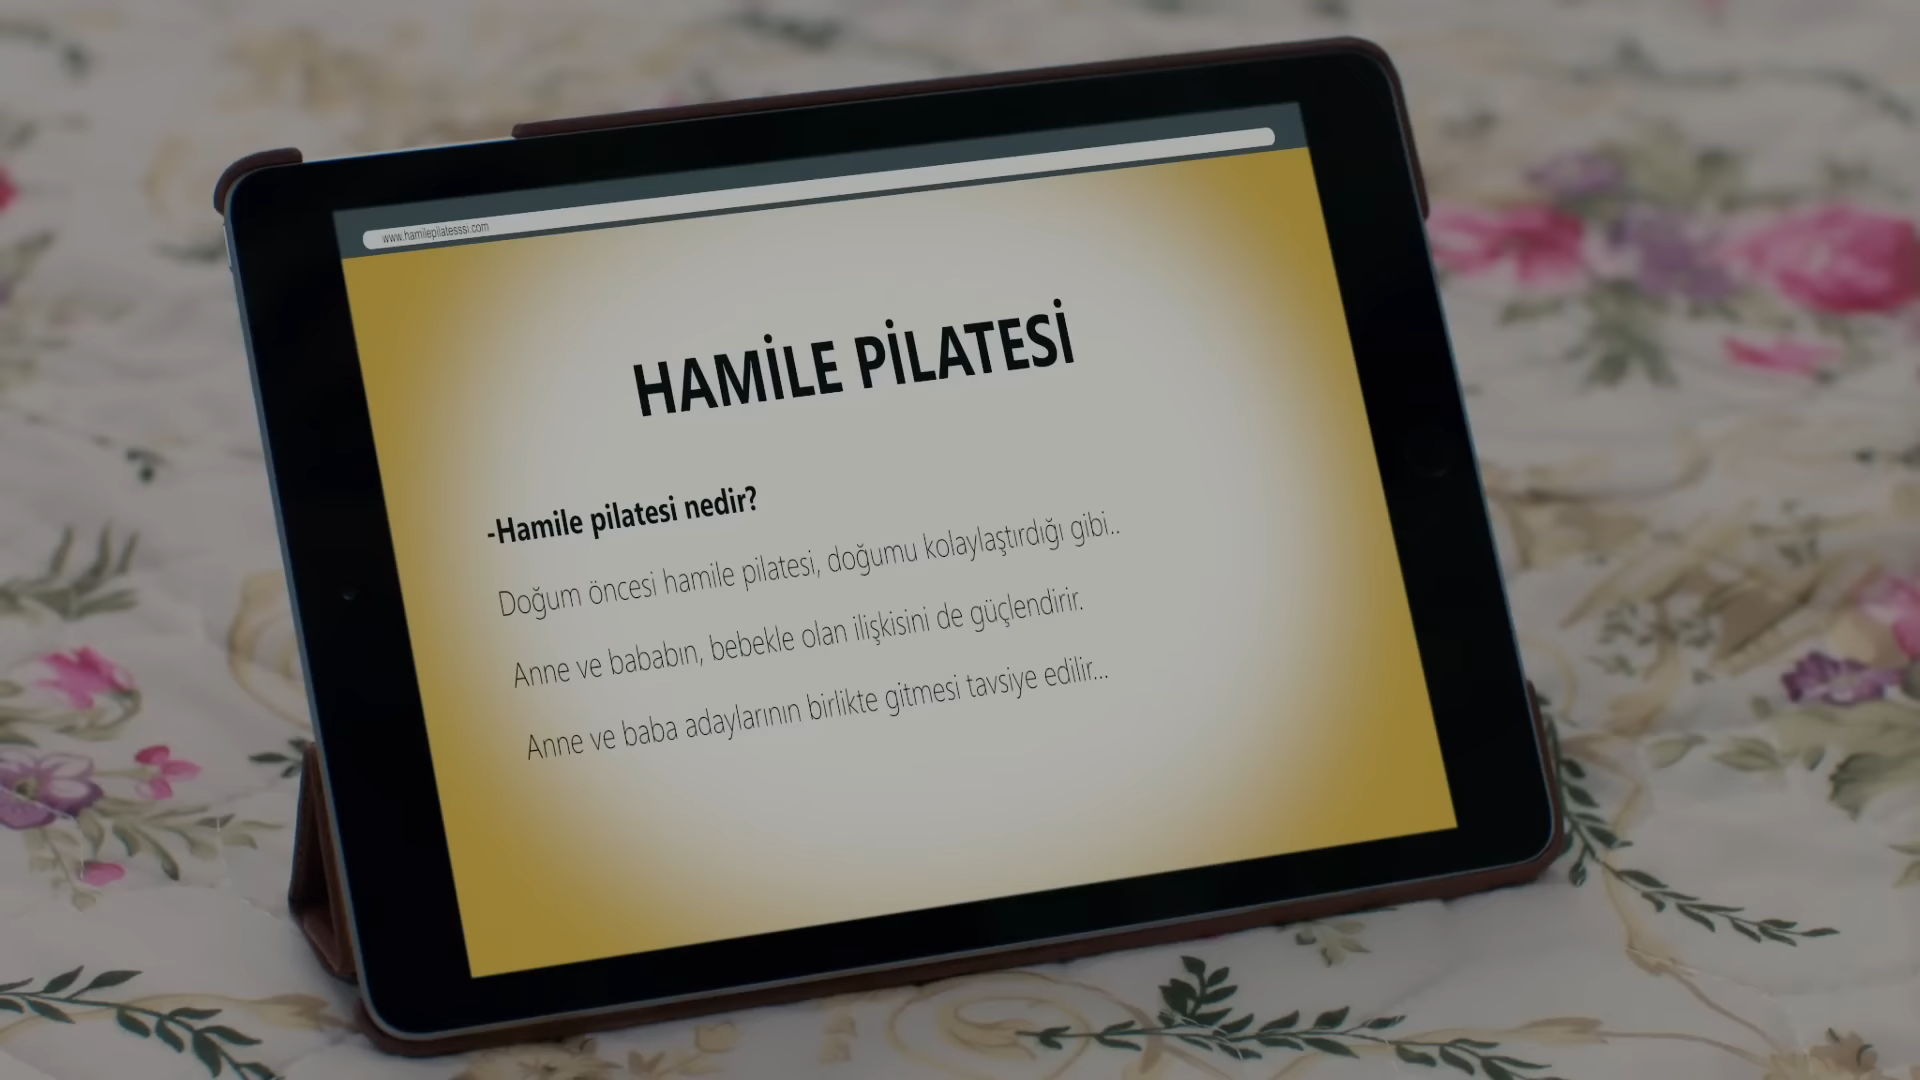 www.hamilepilatesssi.com
HAMİLE PİLATESİ
-Hamile pilatesi nedir?
Doğum öncesi hamile pilatesi, doğumu kolaylaştırdığı gibi..
Anne ve bababın, bebekle olan ilişkisini de güçlendirir.
Anne ve baba adaylarının birlikte gitmesi tavsiye edilir...